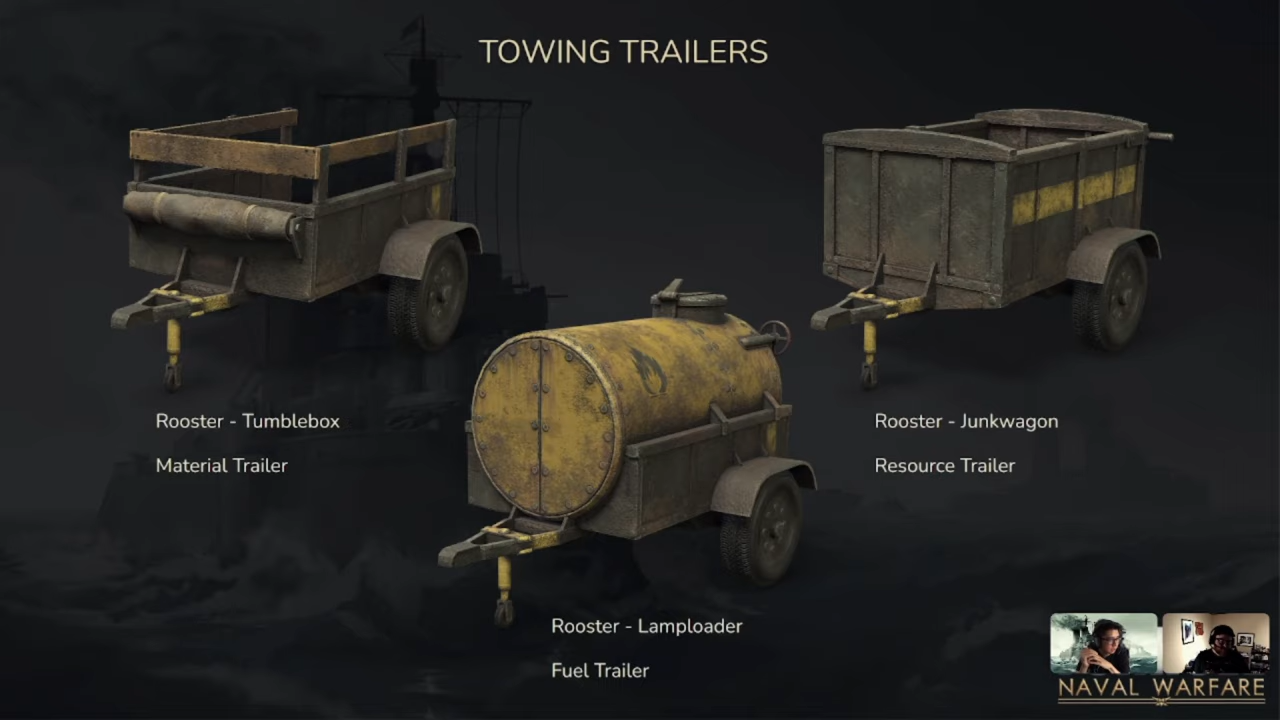 TOWING TRAILERS
Rooster - Tumblebox
Material Trailer
Rooster - Junkwagon
Resource Trailer
Rooster - Lamploader
Fuel Trailer
NAVAL WARFARE